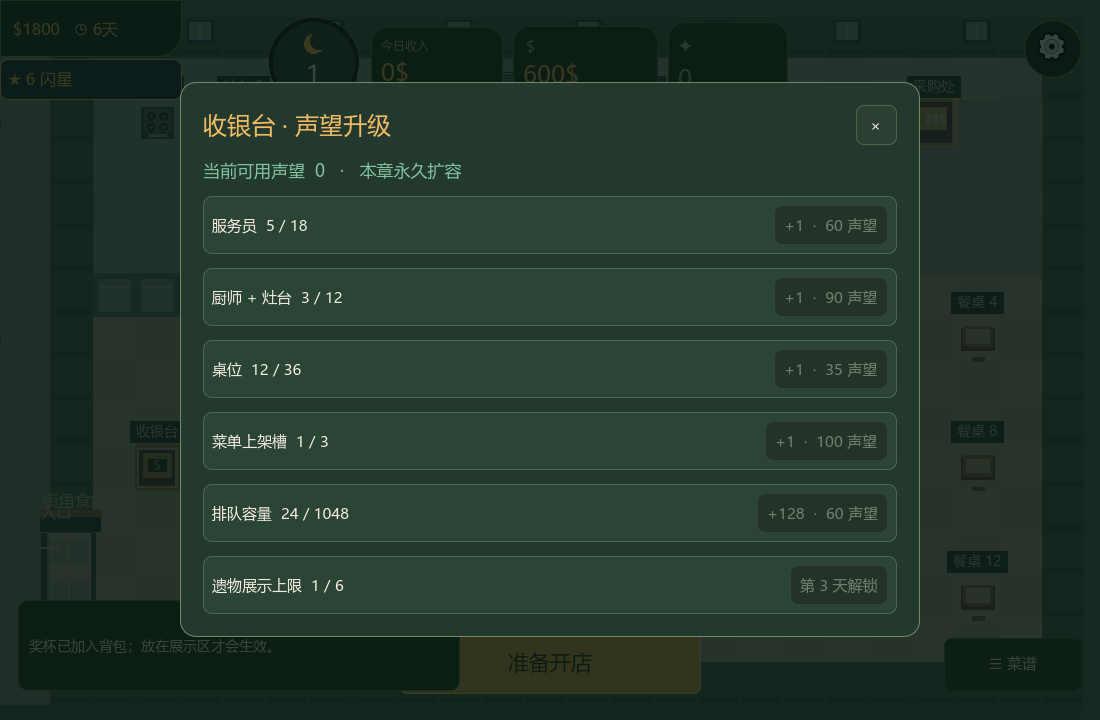 $1800 ◷ 6天
★ 6 闪星
1
今日收入
0$
$
600$
✦
0
采购处
收银台 · 声望升级
×
当前可用声望 0 · 本章永久扩容
服务员 5 / 18
+1 · 60 声望
厨师 + 灶台 3 / 12
+1 · 90 声望
桌位 12 / 36
+1 · 35 声望
菜单上架槽 1 / 3
+1 · 100 声望
排队容量 24 / 1048
+128 · 60 声望
遗物展示上限 1 / 6
第 3 天解锁
餐桌 4
收银台
$
餐桌 8
街角食
入口
餐桌 12
奖杯已加入背包；放在展示区才会生效。
准备开店
☰ 菜谱